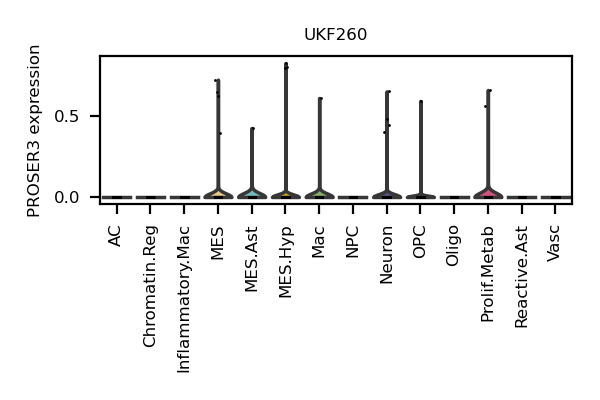 UKF260
PROSER3 expression
0.5
0.0
AC
Chromatin.Reg
Inflammatory.Mac
MES
MES.Ast
MES.Hyp
Mac
NPC
Neuron
OPC
Oligo
Prolif.Metab
Reactive.Ast
Vasc